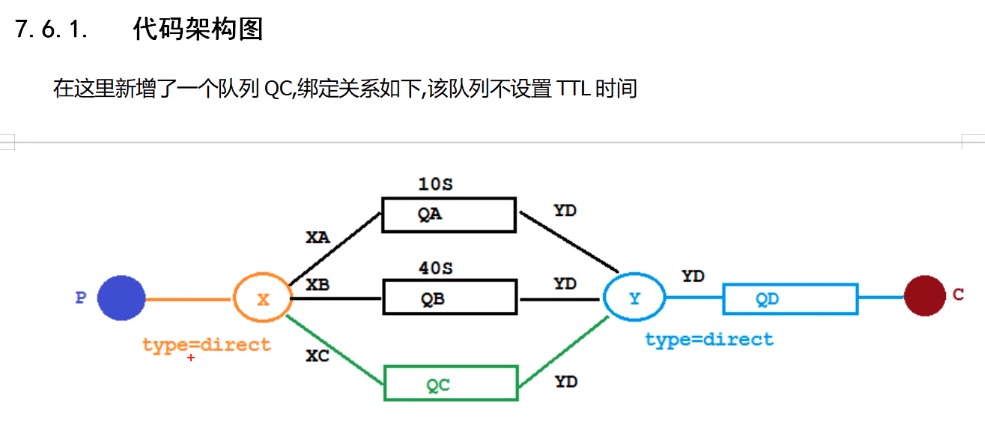 7.6.1. 代码架构图
在这里新增了一个队列 QC,绑定关系如下,该队列不设置 TTL 时间
10S
QA
XA
YD
40S
XB
QB
YD
P
X
Y
YD
QD
C
type=direct
type=direct
XC
QC
YD